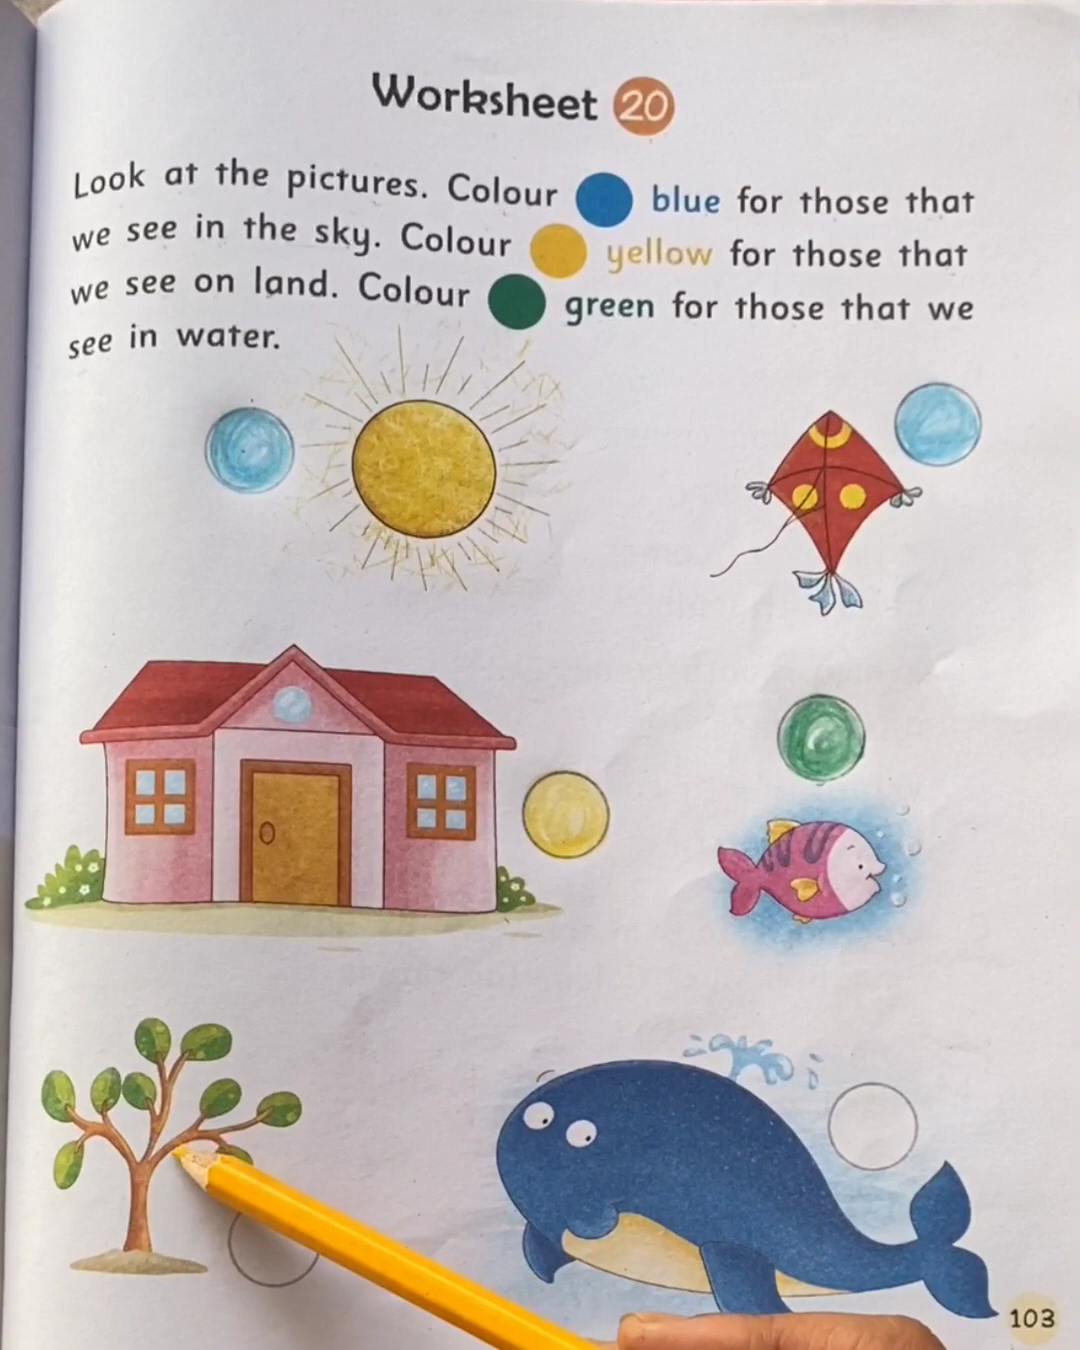 Worksheet 20
Look at the pictures. Colour blue for those that
we see in the sky. Colour yellow for those that
we see on land. Colour green for those that we
see in water.
103